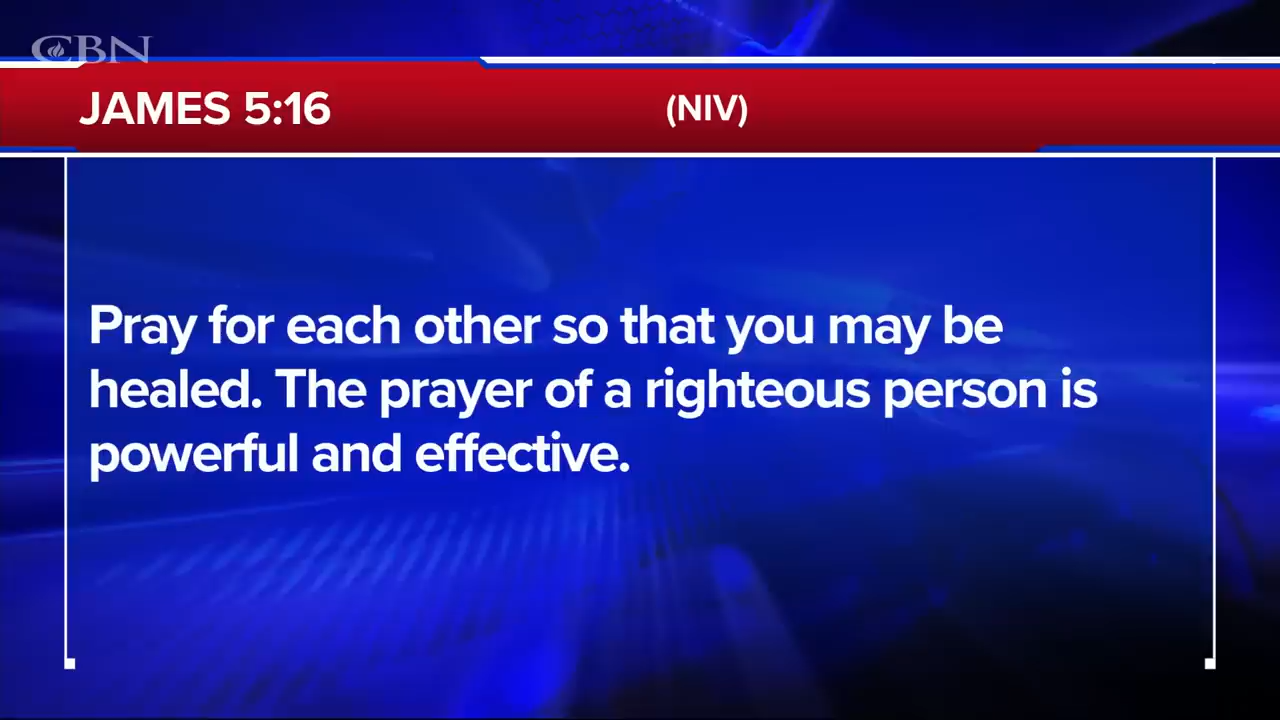 CBN
JAMES 5:16 (NIV)
Pray for each other so that you may be
healed. The prayer of a righteous person is
powerful and effective.